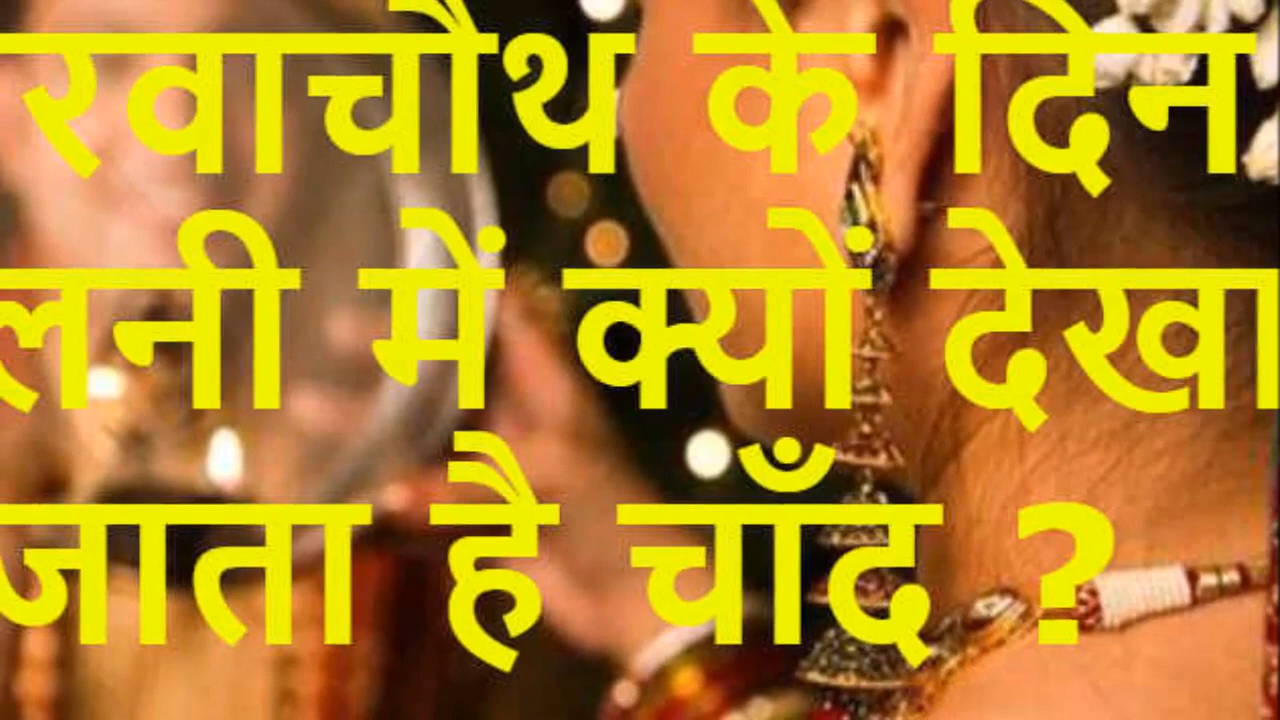 रवाचौथ के दिन
लनी में क्यों देखा
जाता है चाँद ?